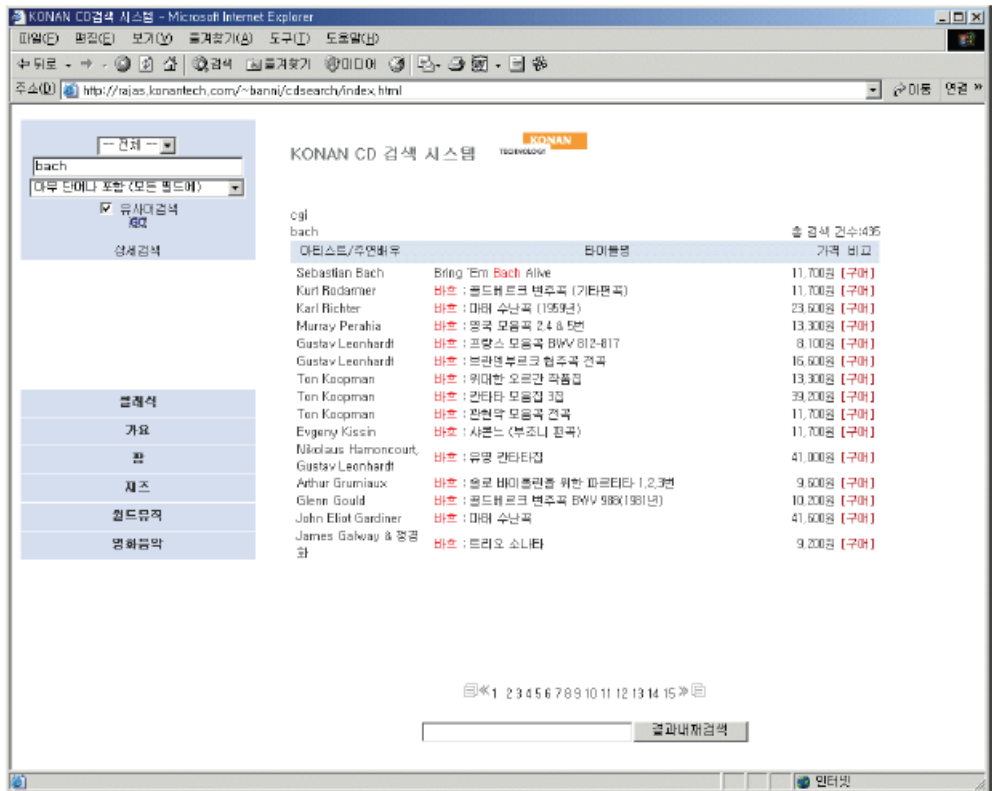 KONAN CD검색 시스템 - Microsoft Internet Explorer
파일(F) 편집(E) 보기(V) 즐겨찾기(A) 도구(T) 도움말(H)
뒤로 검색 즐겨찾기 미디어
주소(D) http://rajas.konantech.com/~banni/cdsearch/index.html 이동 연결 »
-- 전체 --
bach
아무 단어나 포함 (모든 필드에)
유사어검색
GO
상세검색
클래식
가요
팝
재즈
월드뮤직
영화음악
KONAN CD 검색 시스템
KONAN
TECHNOLOGY
cgi
bach 총 검색 건수:435
아티스트/주연배우 타이틀명 가격 비고
Sebastian Bach Bring 'Em Bach Alive 11,700원 [구매]
Kurt Rodarmer 바흐 : 골드베르크 변주곡 (기타편곡) 11,700원 [구매]
Karl Richter 바흐 : 마태 수난곡 (1959년) 23,600원 [구매]
Murray Perahia 바흐 : 영국 모음곡 2,4 & 5번 13,300원 [구매]
Gustav Leonhardt 바흐 : 프랑스 모음곡 BWV 812-817 8,100원 [구매]
Gustav Leonhardt 바흐 : 브란덴부르크 협주곡 전곡 16,600원 [구매]
Ton Koopman 바흐 : 위대한 오르간 작품집 13,300원 [구매]
Ton Koopman 바흐 : 칸타타 모음집 3집 39,200원 [구매]
Ton Koopman 바흐 : 관현악 모음곡 전곡 11,700원 [구매]
Evgeny Kissin 바흐 : 샤콘느 (부조니 편곡) 11,700원 [구매]
Nikolaus Harnoncourt,
Gustav Leonhardt 바흐 : 유명 칸타타집 41,000원 [구매]
Arthur Grumiaux 바흐 : 솔로 바이올린을 위한 파르티타 1,2,3번 9,600원 [구매]
Glenn Gould 바흐 : 골드베르크 변주곡 BWV 988(1981년) 10,200원 [구매]
John Eliot Gardiner 바흐 : 마태 수난곡 41,600원 [구매]
James Galway & 정경
화 바흐 : 트리오 소나타 9,200원 [구매]
≪ 1 2 3 4 5 6 7 8 9 10 11 12 13 14 15 ≫
결과내재검색
인터넷